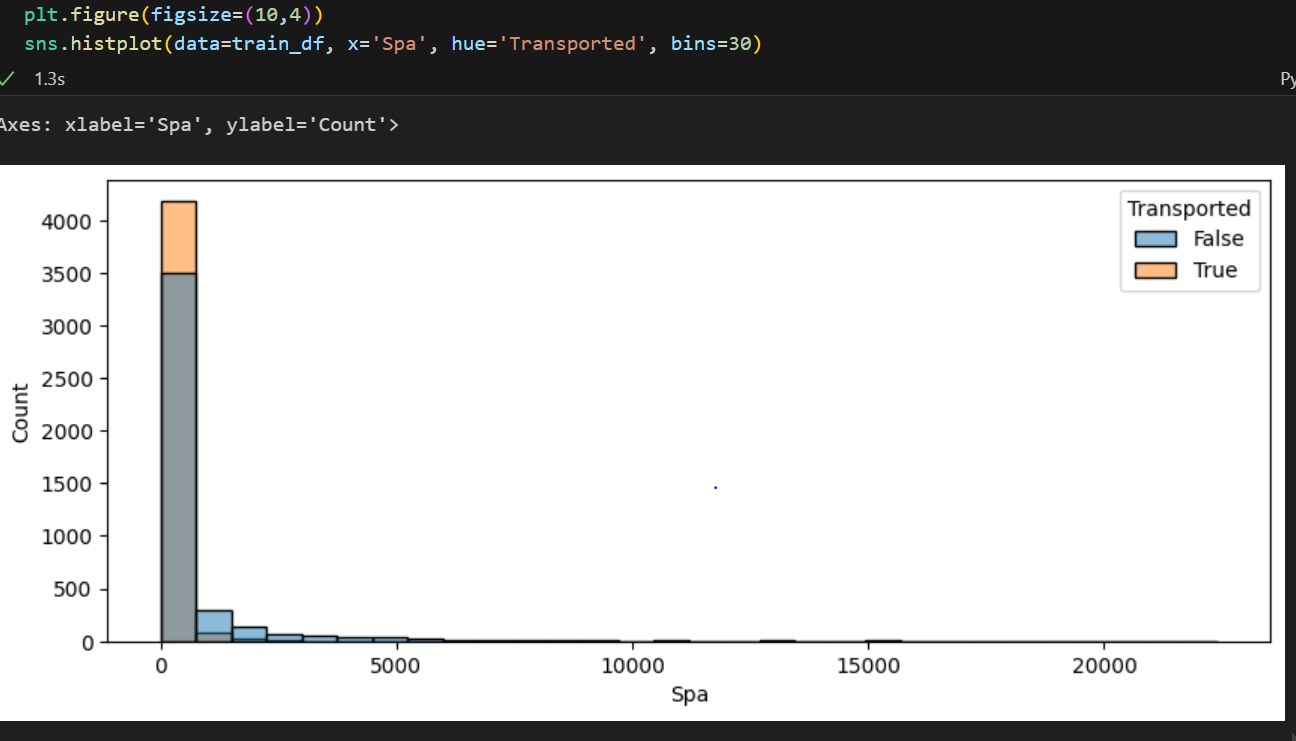 plt.figure(figsize=(10,4))
sns.histplot(data=train_df, x='Spa', hue='Transported', bins=30)
✓ 1.3s
Py
Axes: xlabel='Spa', ylabel='Count'>
Transported
False
True
Count
4000
3500
3000
2500
2000
1500
1000
500
0
0 5000 10000 15000 20000
Spa